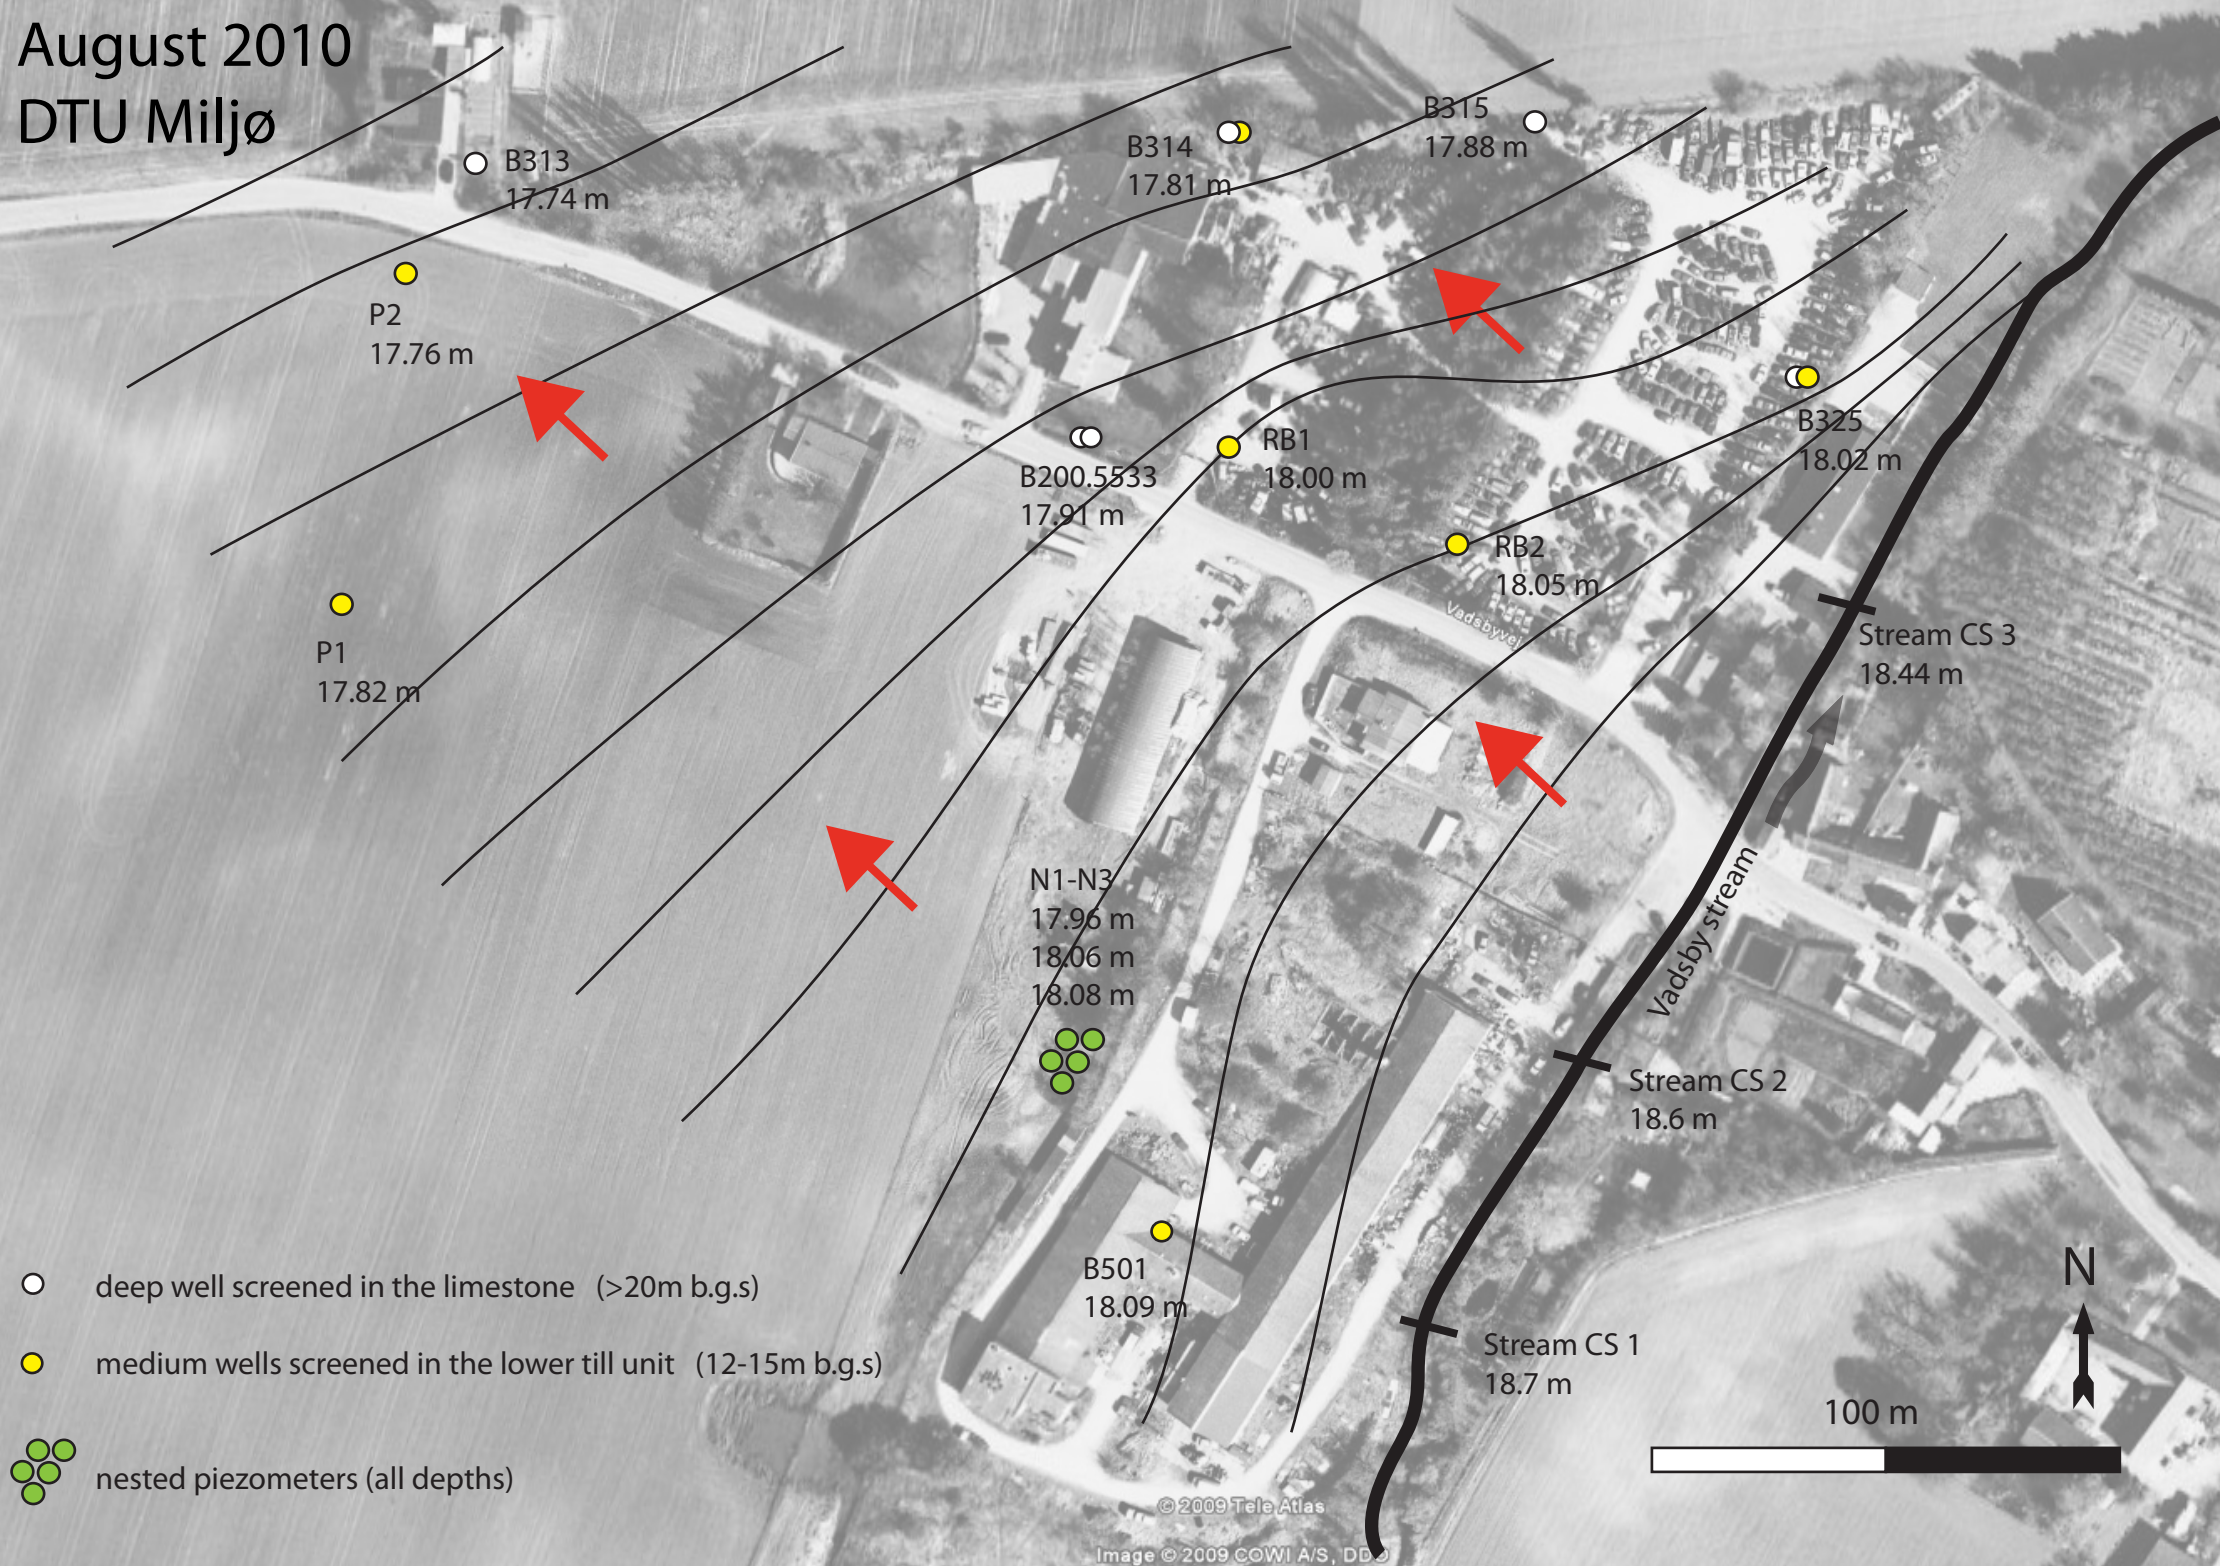 August 2010
DTU Miljø
B313
17.74 m
B314
17.81 m
B315
17.88 m
P2
17.76 m
B200.5533
17.91 m
RB1
18.00 m
B325
18.02 m
RB2
18.05 m
Vadsbyvej
P1
17.82 m
Stream CS 3
18.44 m
Vadsby stream
N1-N3
17.96 m
18.06 m
18.08 m
Stream CS 2
18.6 m
B501
18.09 m
Stream CS 1
18.7 m
deep well screened in the limestone (>20m b.g.s)
medium wells screened in the lower till unit (12-15m b.g.s)
nested piezometers (all depths)
N
100 m
© 2009 Tele Atlas
Image © 2009 COWI A/S, DDO